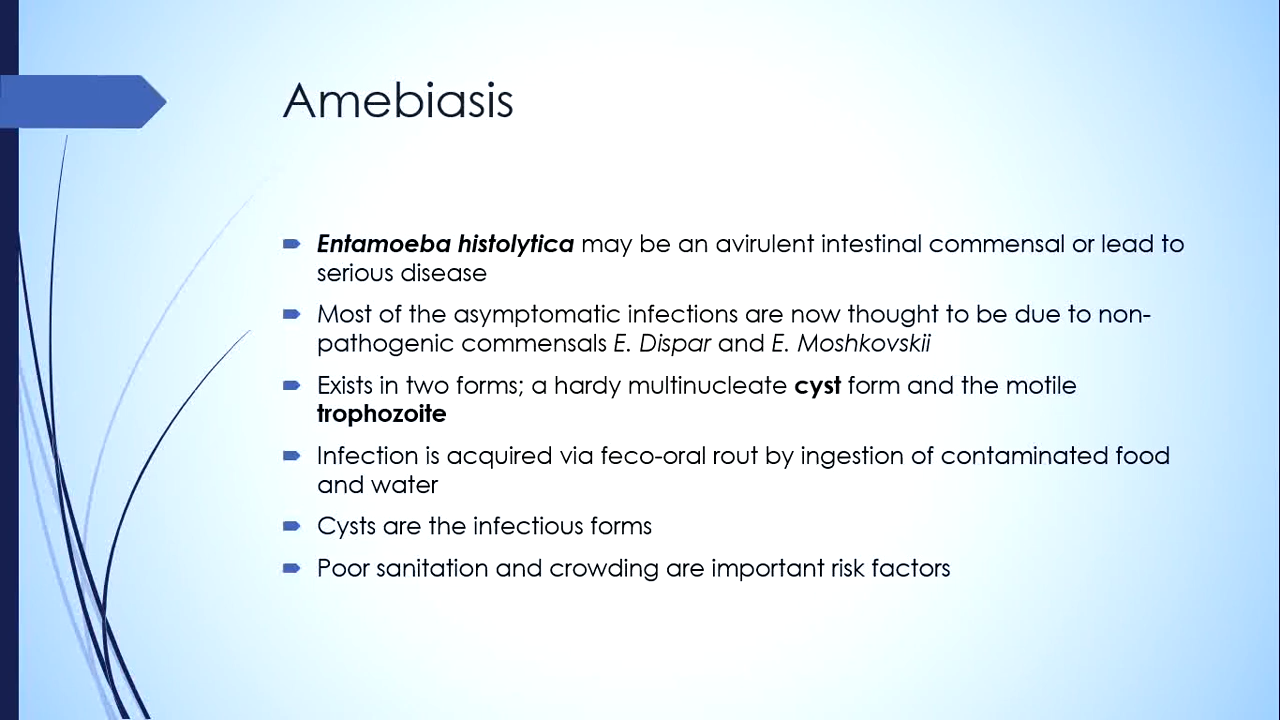 Amebiasis
Entamoeba histolytica may be an avirulent intestinal commensal or lead to
serious disease
Most of the asymptomatic infections are now thought to be due to non-
pathogenic commensals E. Dispar and E. Moshkovskii
Exists in two forms; a hardy multinucleate cyst form and the motile
trophozoite
Infection is acquired via feco-oral rout by ingestion of contaminated food
and water
Cysts are the infectious forms
Poor sanitation and crowding are important risk factors